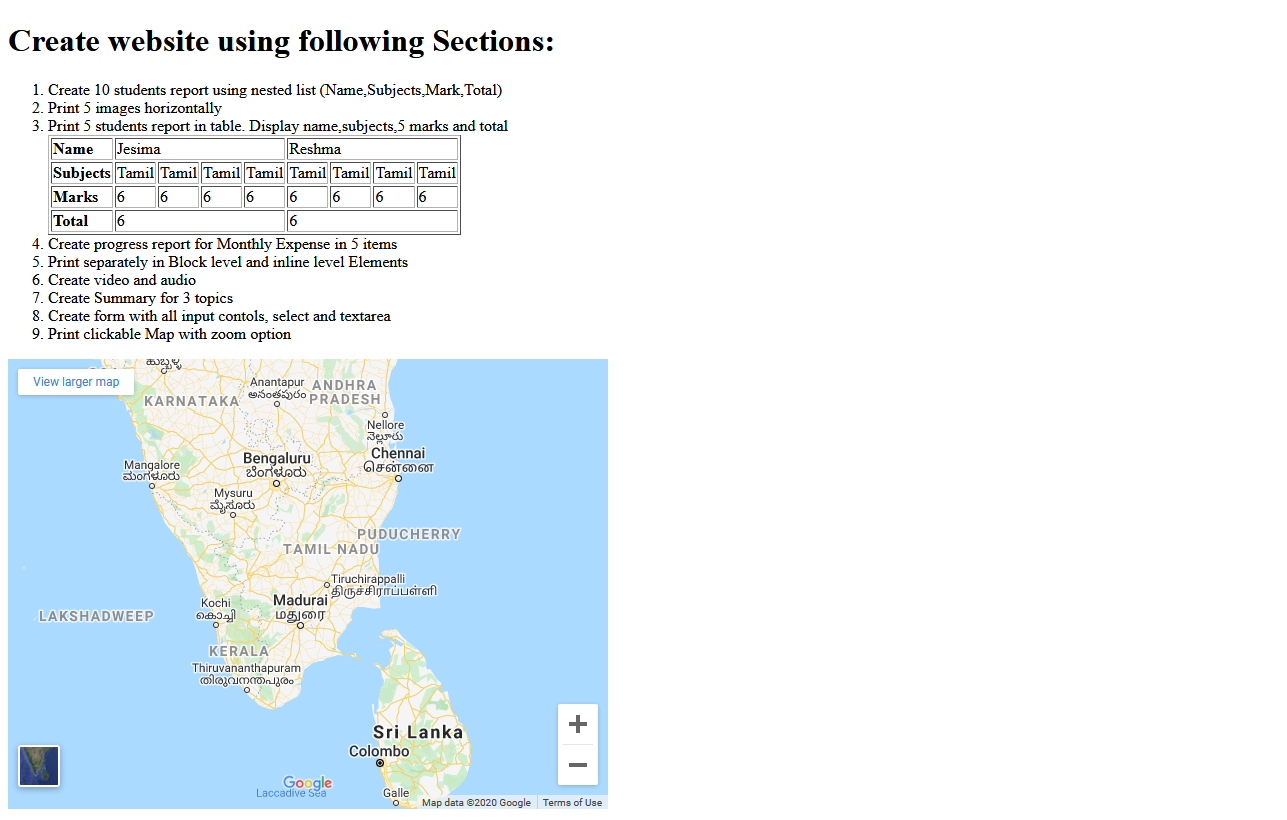 Create website using following Sections:
1. Create 10 students report using nested list (Name,Subjects,Mark,Total)
2. Print 5 images horizontally
3. Print 5 students report in table. Display name,subjects,5 marks and total
Name Jesima Reshma
Subjects Tamil Tamil Tamil Tamil Tamil Tamil Tamil Tamil
Marks 6 6 6 6 6 6 6 6
Total 6 6
4. Create progress report for Monthly Expense in 5 items
5. Print separately in Block level and inline level Elements
6. Create video and audio
7. Create Summary for 3 topics
8. Create form with all input contols, select and textarea
9. Print clickable Map with zoom option
View larger map
KARNATAKA
Anantapur
అనంతపురం
ANDHRA
PRADESH
Nellore
నెల్లూరు
Chennai
சென்னை
Bengaluru
ಬೆಂಗಳೂರು
Mangalore
ಮಂಗಳೂರು
Mysuru
ಮೈಸೂರು
PUDUCHERRY
TAMIL NADU
Tiruchirappalli
திருச்சிராப்பள்ளி
Kochi
കൊച്ചി
Madurai
மதுரை
LAKSHADWEEP
KERALA
Thiruvananthapuram
തിരുവനന്തപുരം
Sri Lanka
Colombo
Google
Laccadive Sea
Galle
Map data ©2020 Google
Terms of Use